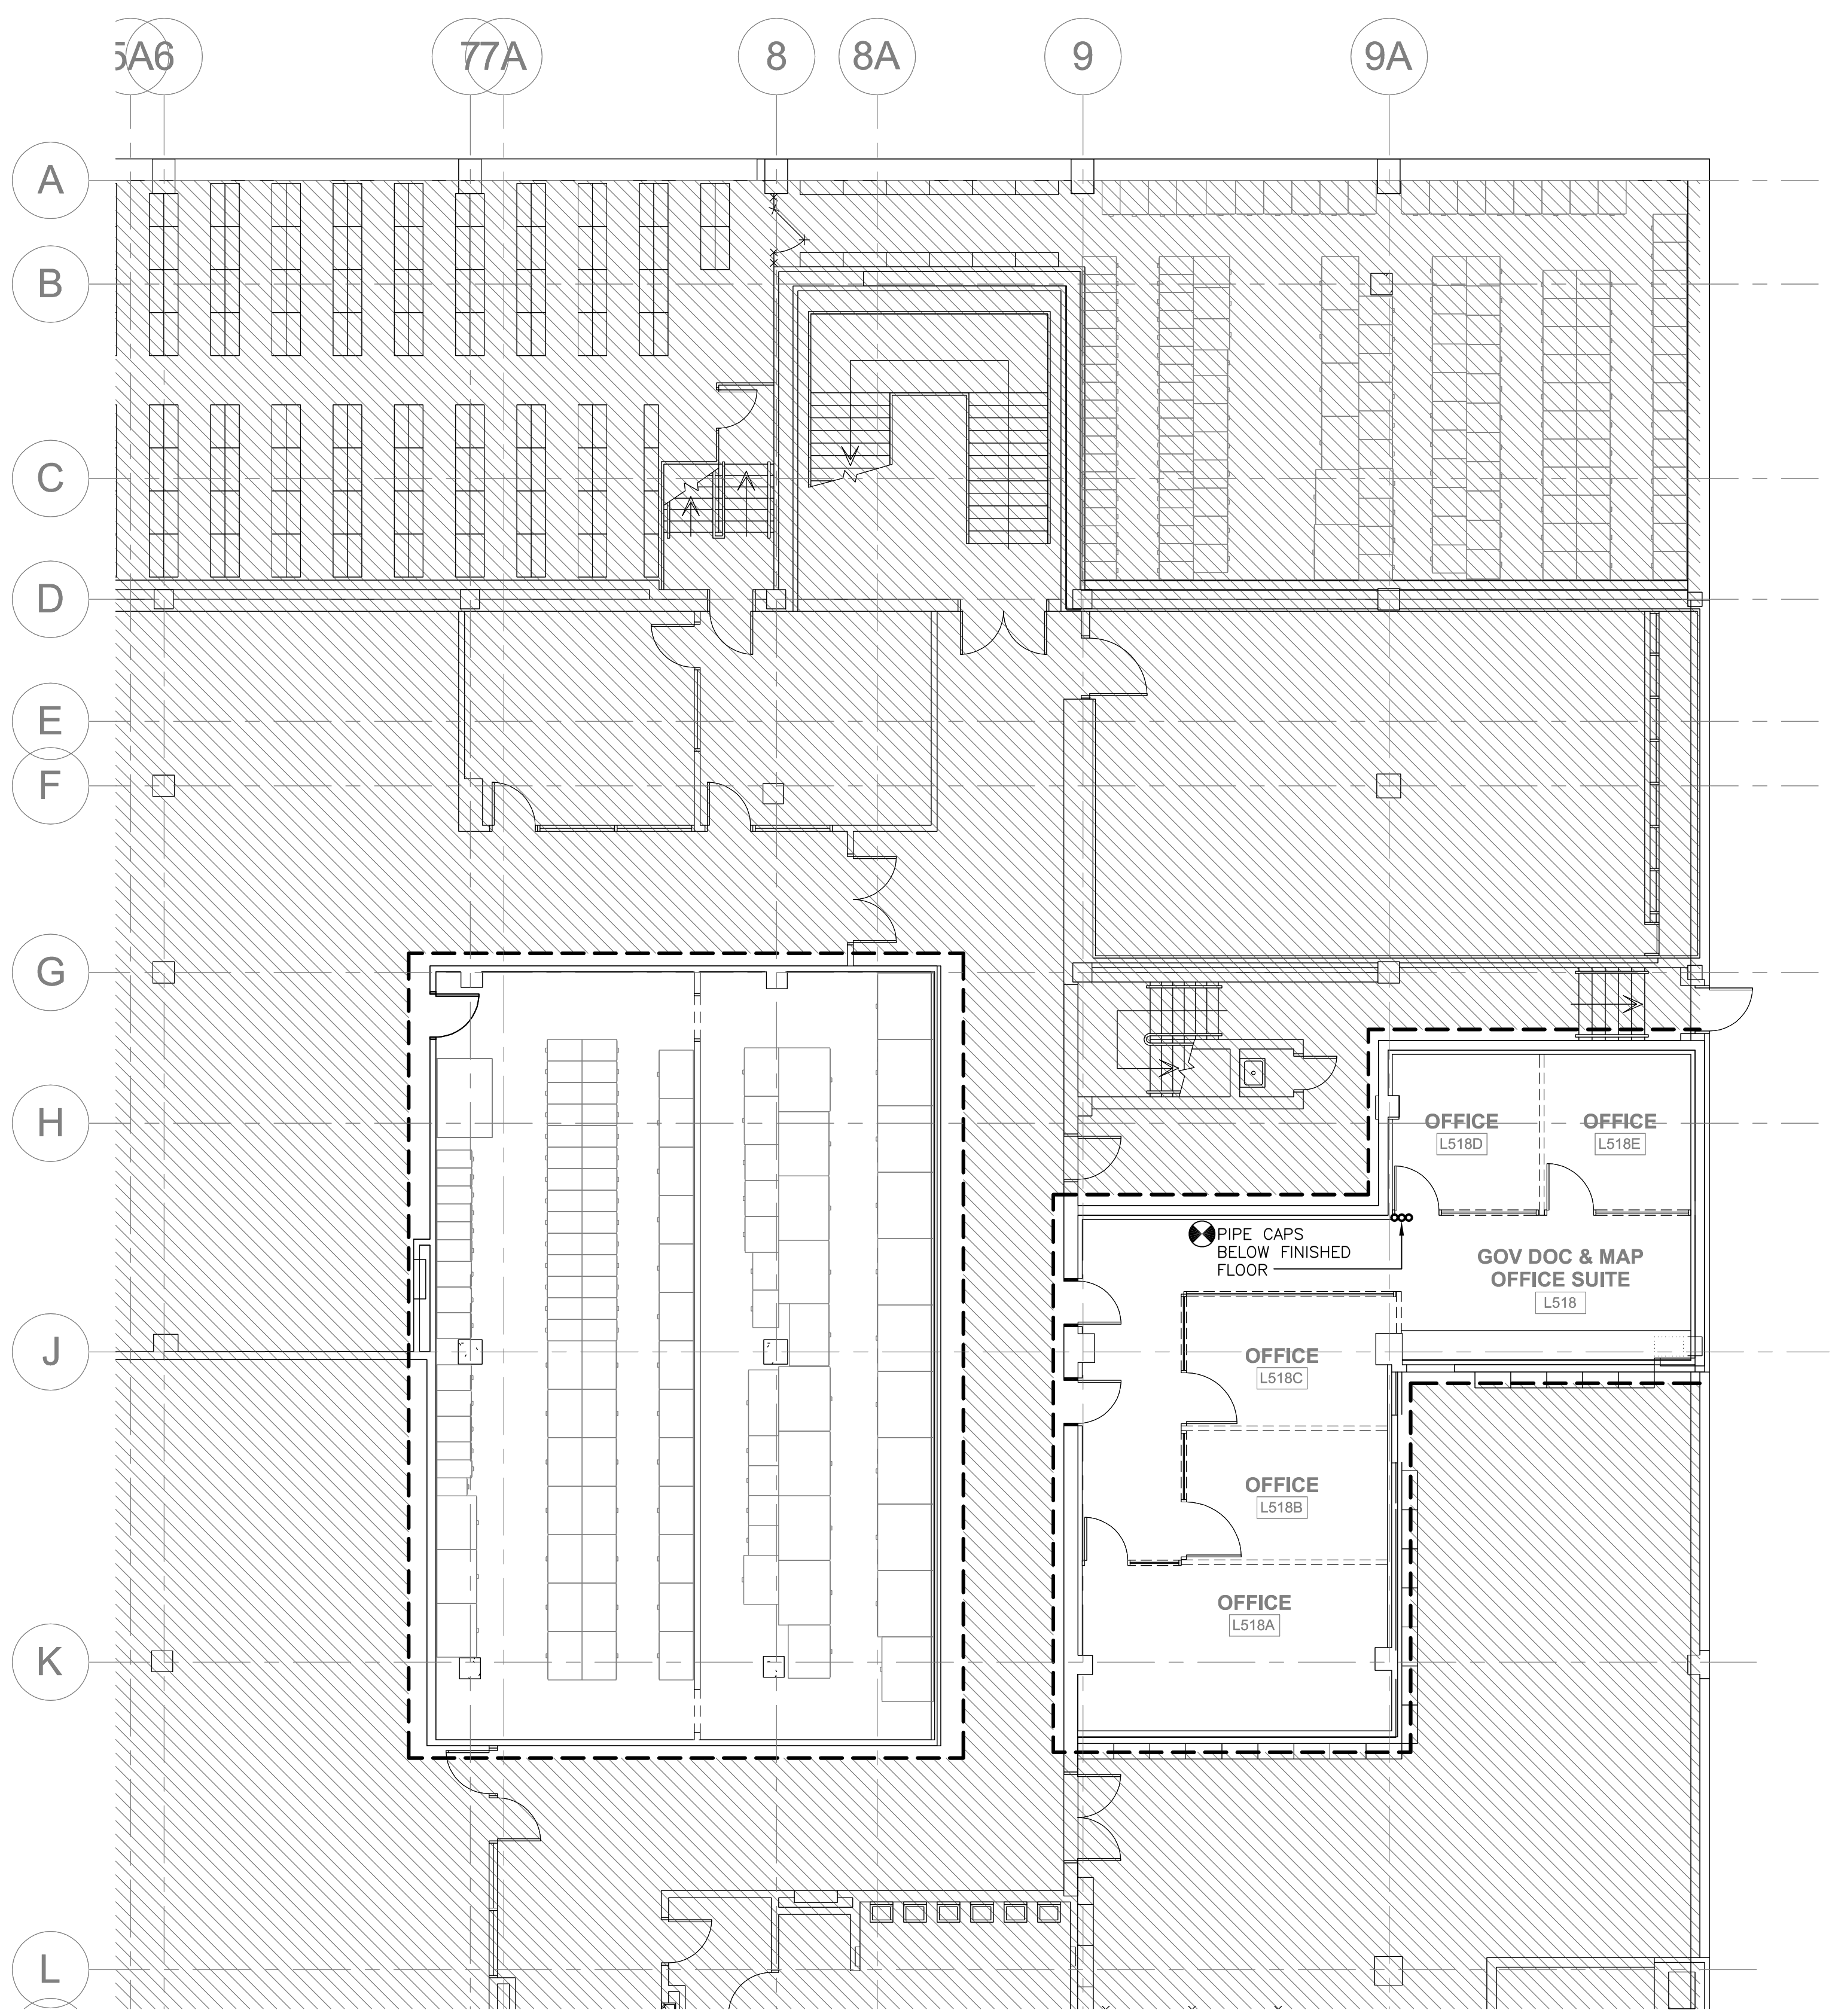 5A
6
7
7A
8
8A
9
9A
A
B
C
D
E
F
G
H
J
K
L
OFFICE
L518D
OFFICE
L518E
PIPE CAPS
BELOW FINISHED
FLOOR
GOV DOC & MAP
OFFICE SUITE
L518
OFFICE
L518C
OFFICE
L518B
OFFICE
L518A